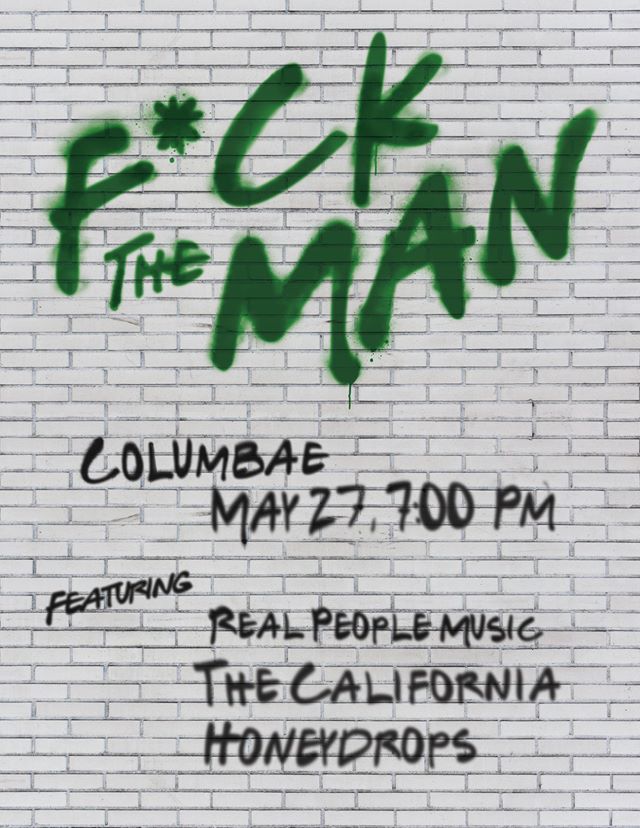 F*CK
THE MAN
COLUMBAE
MAY 27, 7:00 PM
FEATURING
REAL PEOPLE MUSIC
THE CALIFORNIA
HONEYDROPS